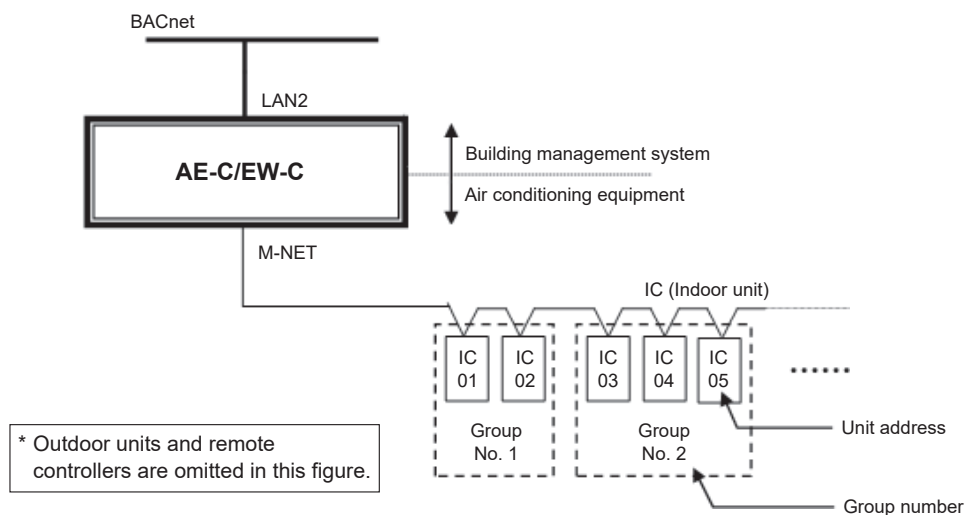 BACnet
LAN2
AE-C/EW-C
Building management system
Air conditioning equipment
M-NET
IC (Indoor unit)
IC
01
IC
02
IC
03
IC
04
IC
05
Group
No. 1
Group
No. 2
Unit address
Group number
* Outdoor units and remote
controllers are omitted in this figure.